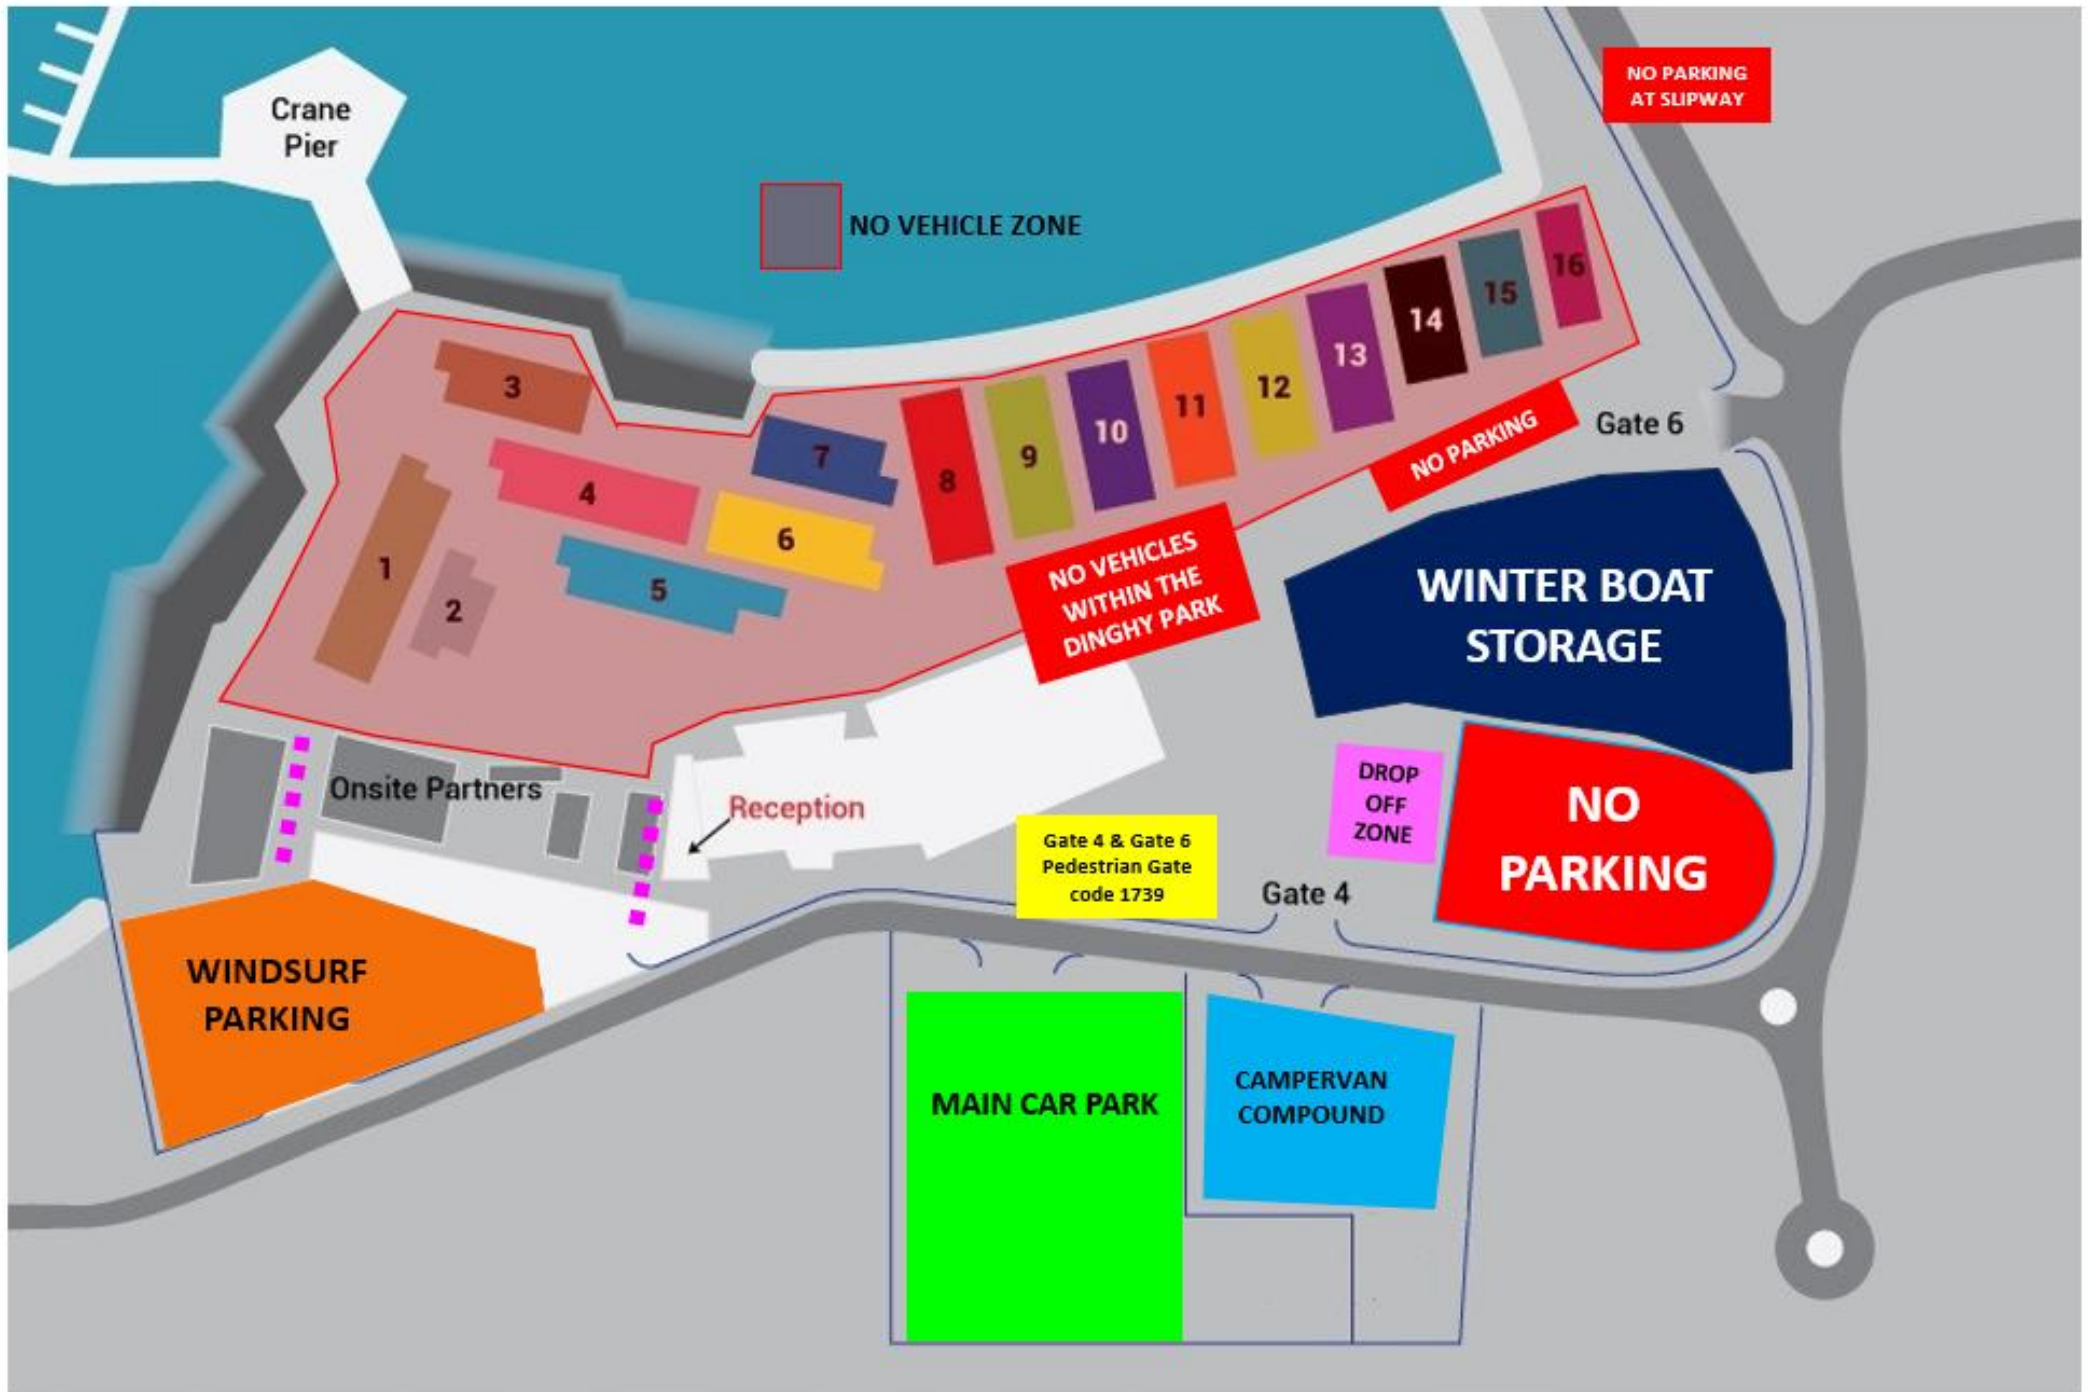 NO PARKING
AT SLIPWAY
Crane
Pier
NO VEHICLE ZONE
16
15
14
13
12
11
10
9
8
7
3
4
6
5
1
2
NO PARKING
Gate 6
NO VEHICLES
WITHIN THE
DINGHY PARK
WINTER BOAT
STORAGE
DROP
OFF
ZONE
NO
PARKING
Onsite Partners
Reception
Gate 4 & Gate 6
Pedestrian Gate
code 1739
Gate 4
WINDSURF
PARKING
MAIN CAR PARK
CAMPERVAN
COMPOUND